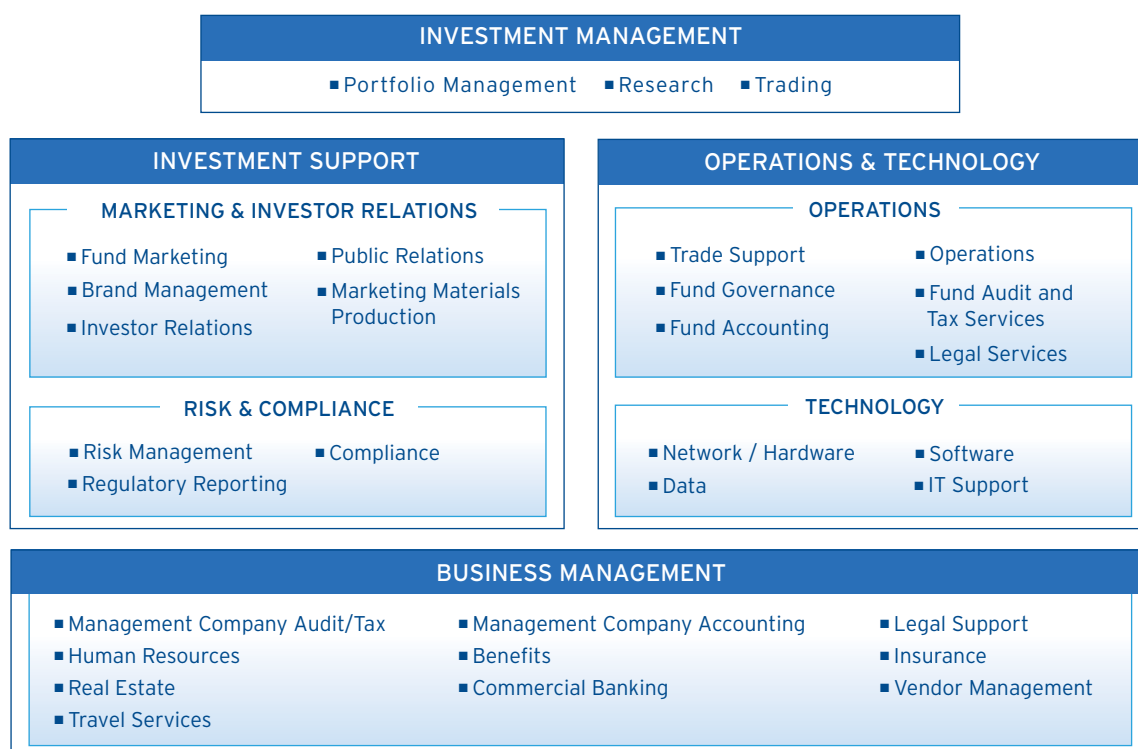 INVESTMENT MANAGEMENT
■ Portfolio Management ■ Research ■ Trading
INVESTMENT SUPPORT
MARKETING & INVESTOR RELATIONS
■ Fund Marketing
■ Brand Management
■ Investor Relations
■ Public Relations
■ Marketing Materials
Production
RISK & COMPLIANCE
■ Risk Management
■ Regulatory Reporting
■ Compliance
OPERATIONS & TECHNOLOGY
OPERATIONS
■ Trade Support
■ Fund Governance
■ Fund Accounting
■ Operations
■ Fund Audit and
Tax Services
■ Legal Services
TECHNOLOGY
■ Network / Hardware
■ Data
■ Software
■ IT Support
BUSINESS MANAGEMENT
■ Management Company Audit/Tax
■ Human Resources
■ Real Estate
■ Travel Services
■ Management Company Accounting
■ Benefits
■ Commercial Banking
■ Legal Support
■ Insurance
■ Vendor Management